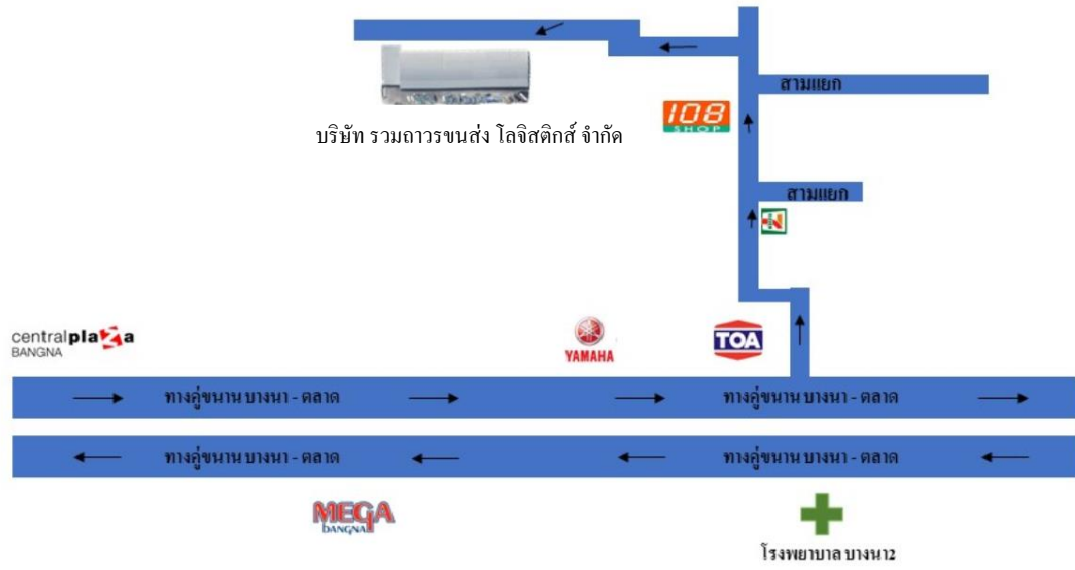 สามแยก
108
SHOP
บริษัท รวมถาวรขนส่ง โลจิสติกส์ จำกัด
สามแยก
centralplaza
BANGNA
YAMAHA
TOA
ทางคู่ขนาน บางนา - ตลาด
ทางคู่ขนาน บางนา - ตลาด
ทางคู่ขนาน บางนา - ตลาด
ทางคู่ขนาน บางนา - ตลาด
MEGA
BANGNA
โรงพยาบาล บางนา2